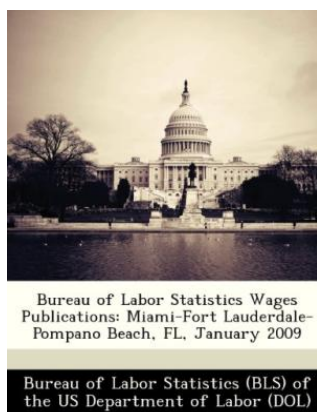 Bureau of Labor Statistics Wages
Publications: Miami-Fort Lauderdale-
Pompano Beach, FL, January 2009
Bureau of Labor Statistics (BLS) of
the US Department of Labor (DOL)